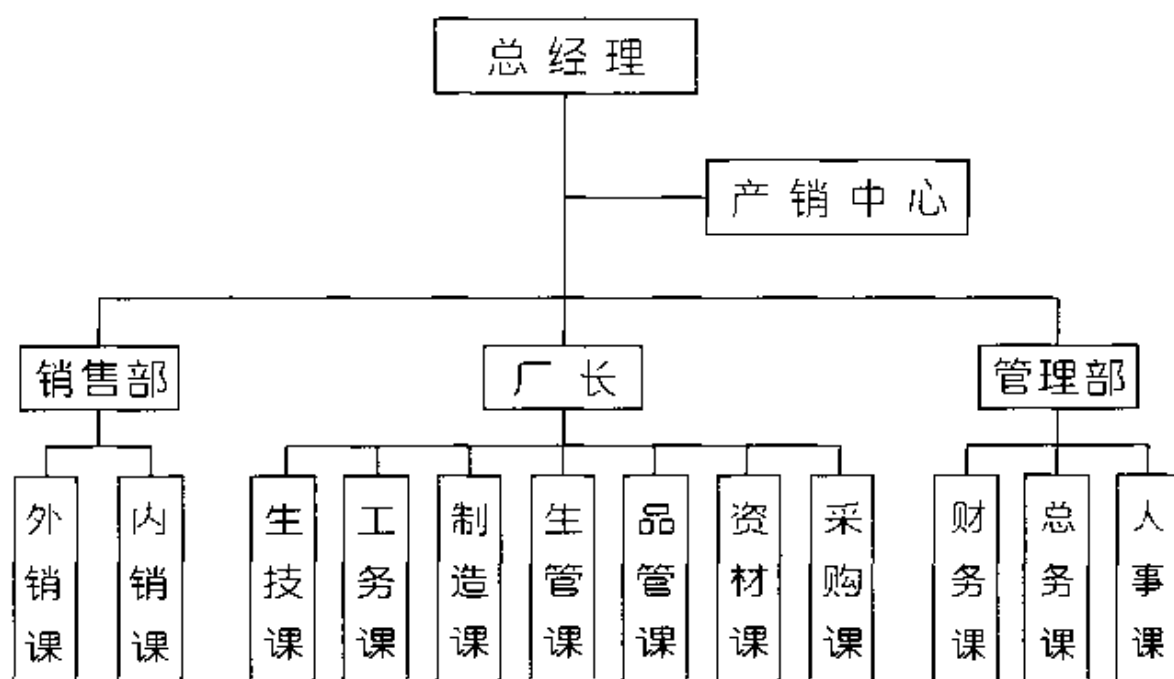 总经理
产销中心
销售部
厂长
管理部
外销课
内销课
生技课
工务课
制造课
生管课
品管课
资材课
采购课
财务课
总务课
人事课